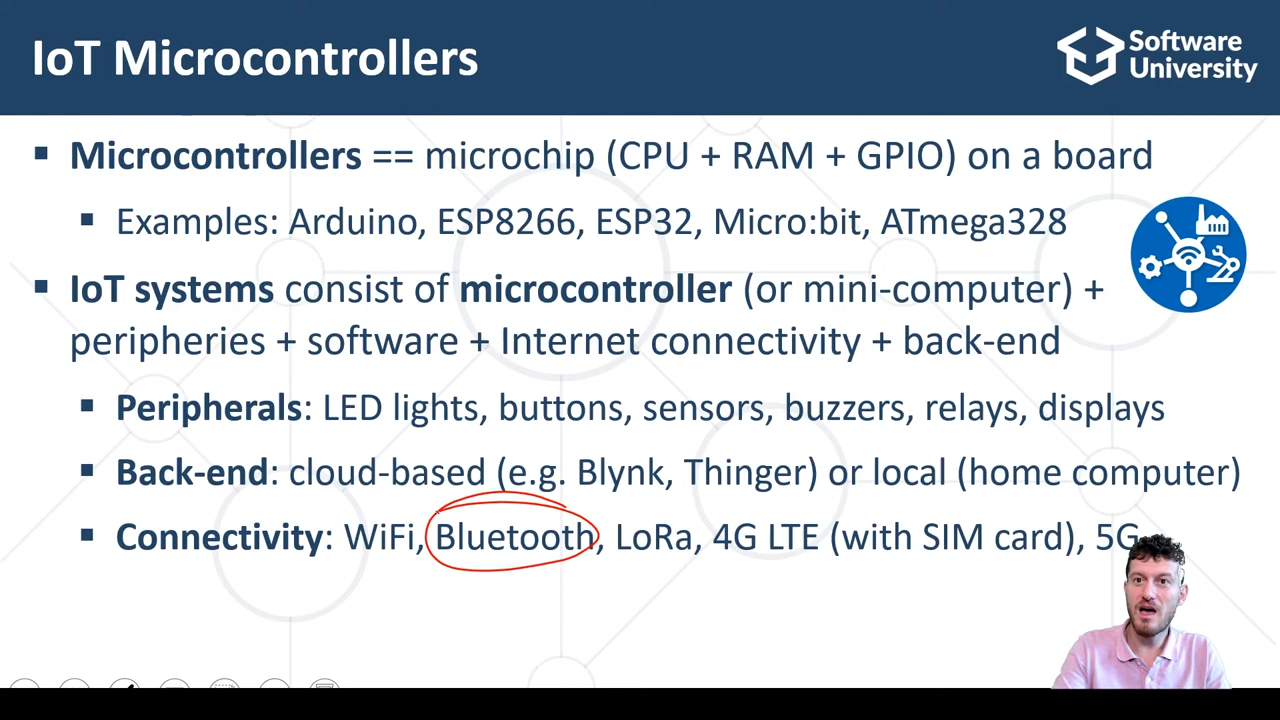 IoT Microcontrollers
Software
University
▪ Microcontrollers == microchip (CPU + RAM + GPIO) on a board
▪ Examples: Arduino, ESP8266, ESP32, Micro:bit, ATmega328
▪ IoT systems consist of microcontroller (or mini-computer) +
peripheries + software + Internet connectivity + back-end
▪ Peripherals: LED lights, buttons, sensors, buzzers, relays, displays
▪ Back-end: cloud-based (e.g. Blynk, Thinger) or local (home computer)
▪ Connectivity: WiFi, Bluetooth, LoRa, 4G LTE (with SIM card), 5G